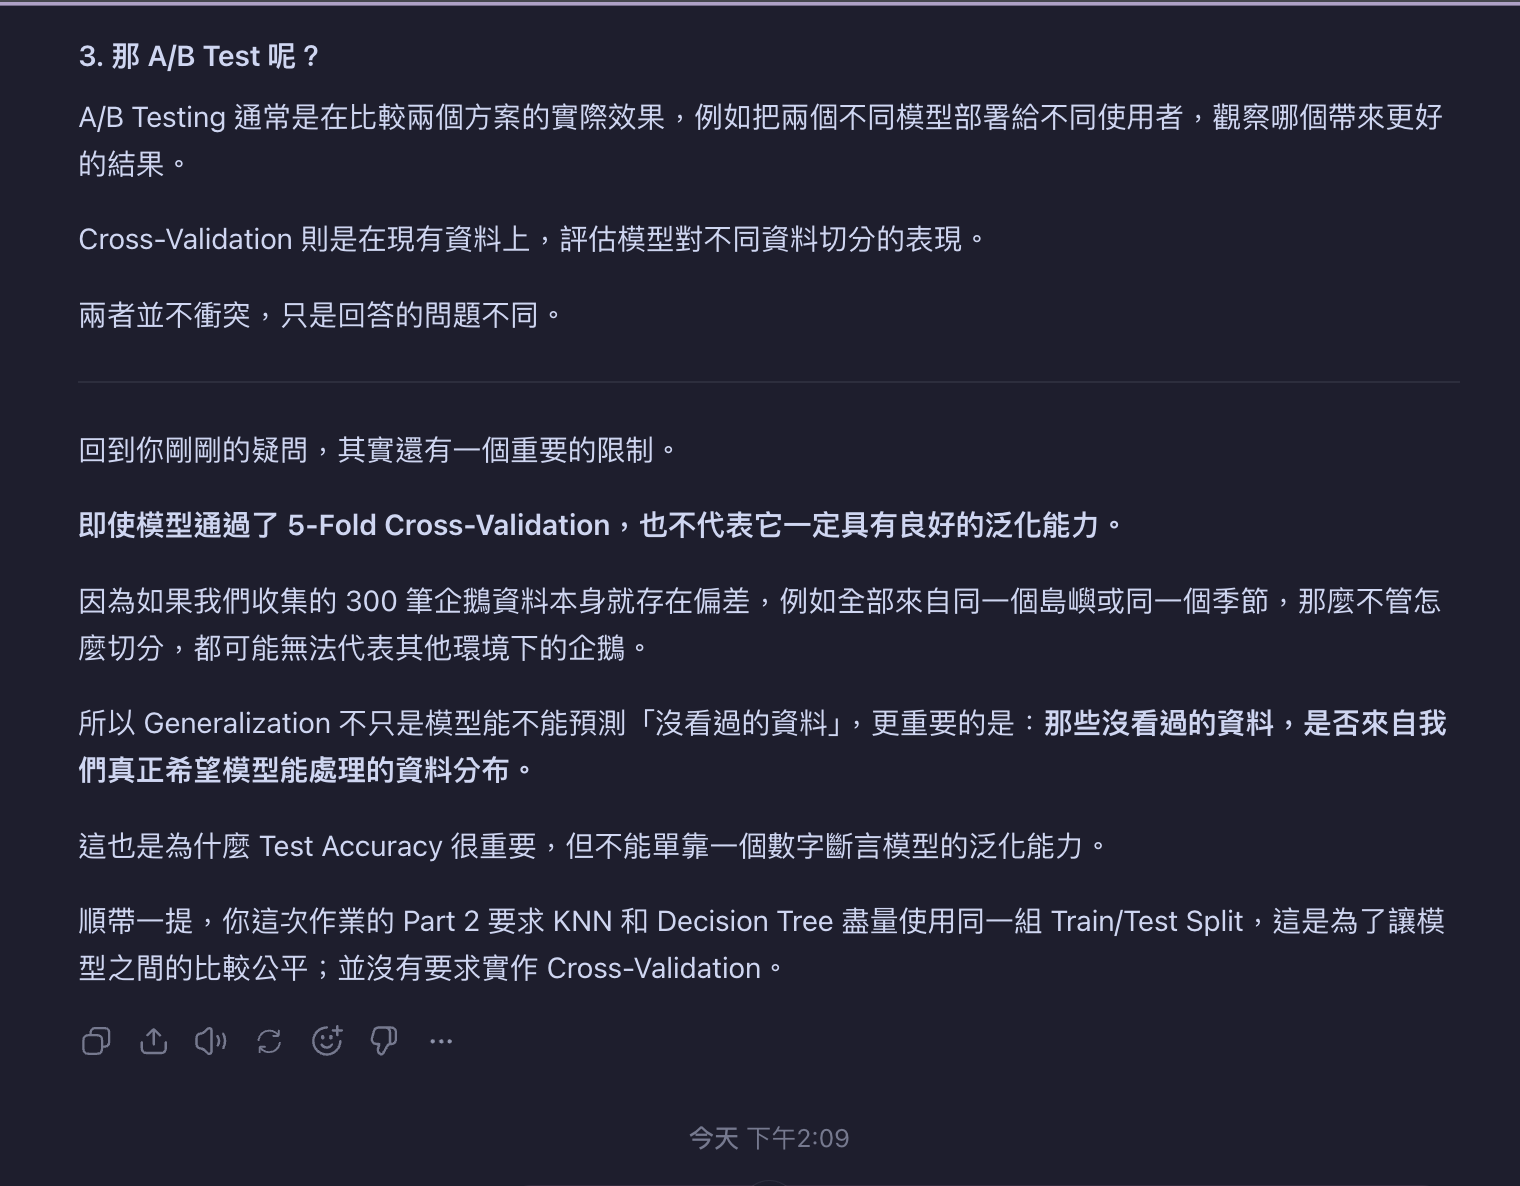 3. 那 A/B Test 呢？
A/B Testing 通常是在比較兩個方案的實際效果，例如把兩個不同模型部署給不同使用者，觀察哪個帶來更好
的結果。
Cross-Validation 則是在現有資料上，評估模型對不同資料切分的表現。
兩者並不衝突，只是回答的問題不同。
回到你剛剛的疑問，其實還有一個重要的限制。
即使模型通過了 5-Fold Cross-Validation，也不代表它一定具有良好的泛化能力。
因為如果我們收集的 300 筆企鵝資料本身就存在偏差，例如全部來自同一個島嶼或同一個季節，那麼不管怎
麼切分，都可能無法代表其他環境下的企鵝。
所以 Generalization 不只是模型能不能預測「沒看過的資料」，更重要的是：那些沒看過的資料，是否來自我
們真正希望模型能處理的資料分布。
這也是為什麼 Test Accuracy 很重要，但不能單靠一個數字斷言模型的泛化能力。
順帶一提，你這次作業的 Part 2 要求 KNN 和 Decision Tree 盡量使用同一組 Train/Test Split，這是為了讓模
型之間的比較公平；並沒有要求實作 Cross-Validation。
今天 下午2:09